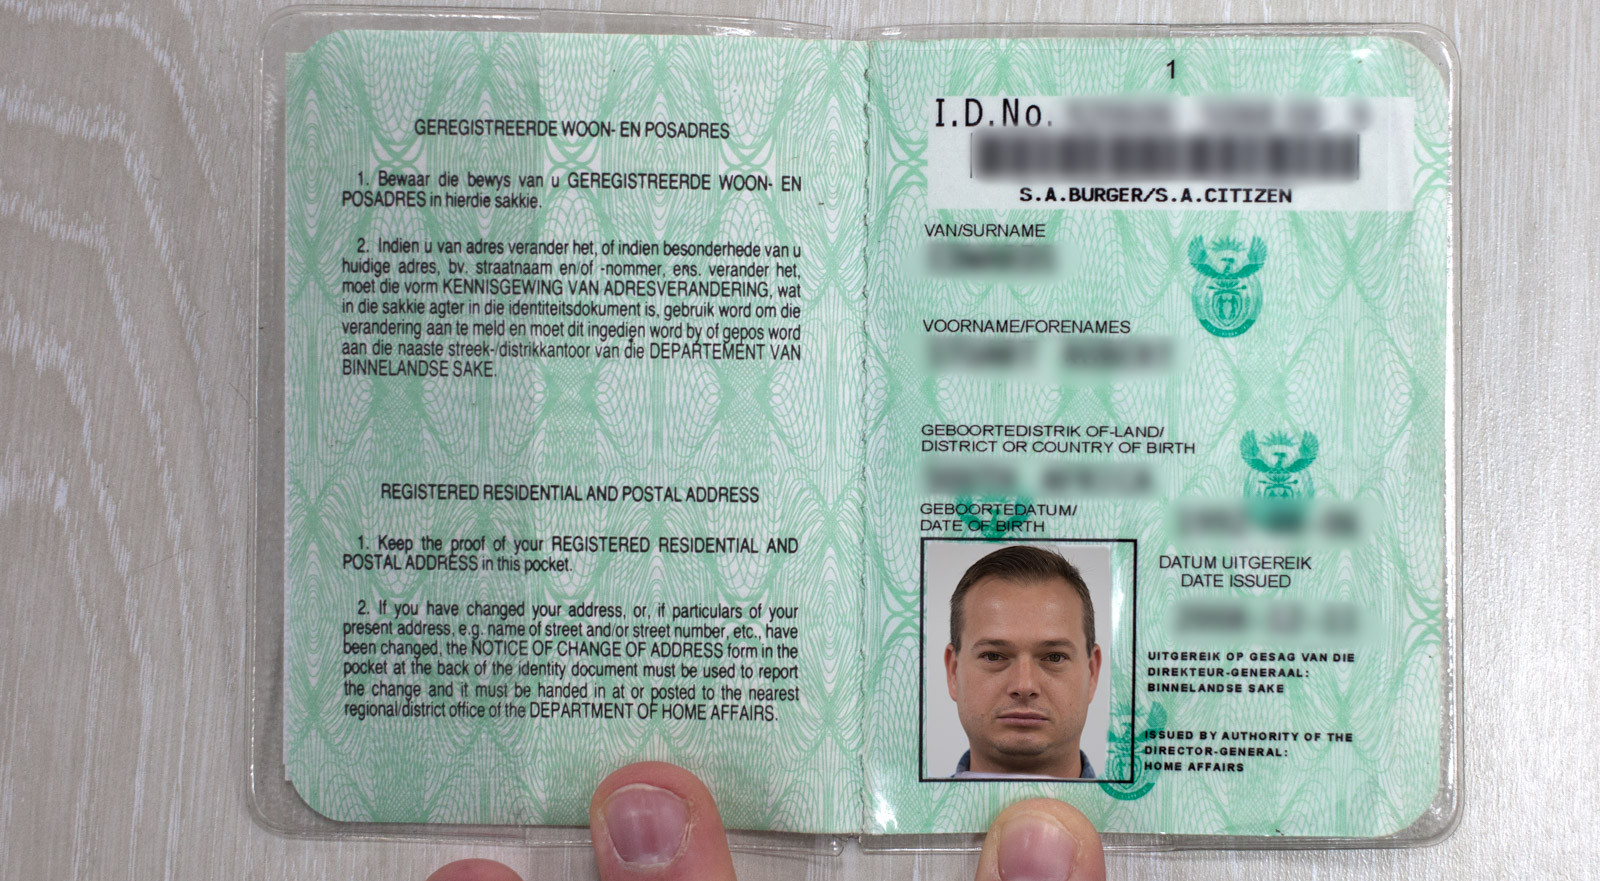 GEREGISTREERDE WOON- EN POSADRES
1. Bewaar die bewys van u GEREGISTREERDE WOON- EN
POSADRES in hierdie sakkie.
2. Indien u van adres verander het, of indien besonderhede van u
huidige adres, bv. straatnaam en/of -nommer, ens. verander het,
moet die vorm KENNISGEWING VAN ADRESVERANDERING, wat
in die sakkie agter in die identiteitsdokument is, gebruik word om die
verandering aan te meld en moet dit ingedien word by of gepos word
aan die naaste streek-/distrikkantoor van die DEPARTEMENT VAN
BINNELANDSE SAKE.
REGISTERED RESIDENTIAL AND POSTAL ADDRESS
1. Keep the proof of your REGISTERED RESIDENTIAL AND
POSTAL ADDRESS in this pocket.
2. If you have changed your address, or, if particulars of your
present address, e.g. name of street and/or street number, etc., have
been changed, the NOTICE OF CHANGE OF ADDRESS form in the
pocket at the back of the identity document must be used to report
the change and it must be handed in at or posted to the nearest
regional/district office of the DEPARTMENT OF HOME AFFAIRS.
1
I.D.No.
S.A.BURGER/S.A.CITIZEN
VAN/SURNAME
VOORNAME/FORENAMES
GEBOORTEDISTRIK OF-LAND/
DISTRICT OR COUNTRY OF BIRTH
GEBOORTEDATUM/
DATE OF BIRTH
DATUM UITGEREIK
DATE ISSUED
UITGEREIK OP GESAG VAN DIE
DIREKTEUR-GENERAAL:
BINNELANDSE SAKE
ISSUED BY AUTHORITY OF THE
DIRECTOR-GENERAL:
HOME AFFAIRS